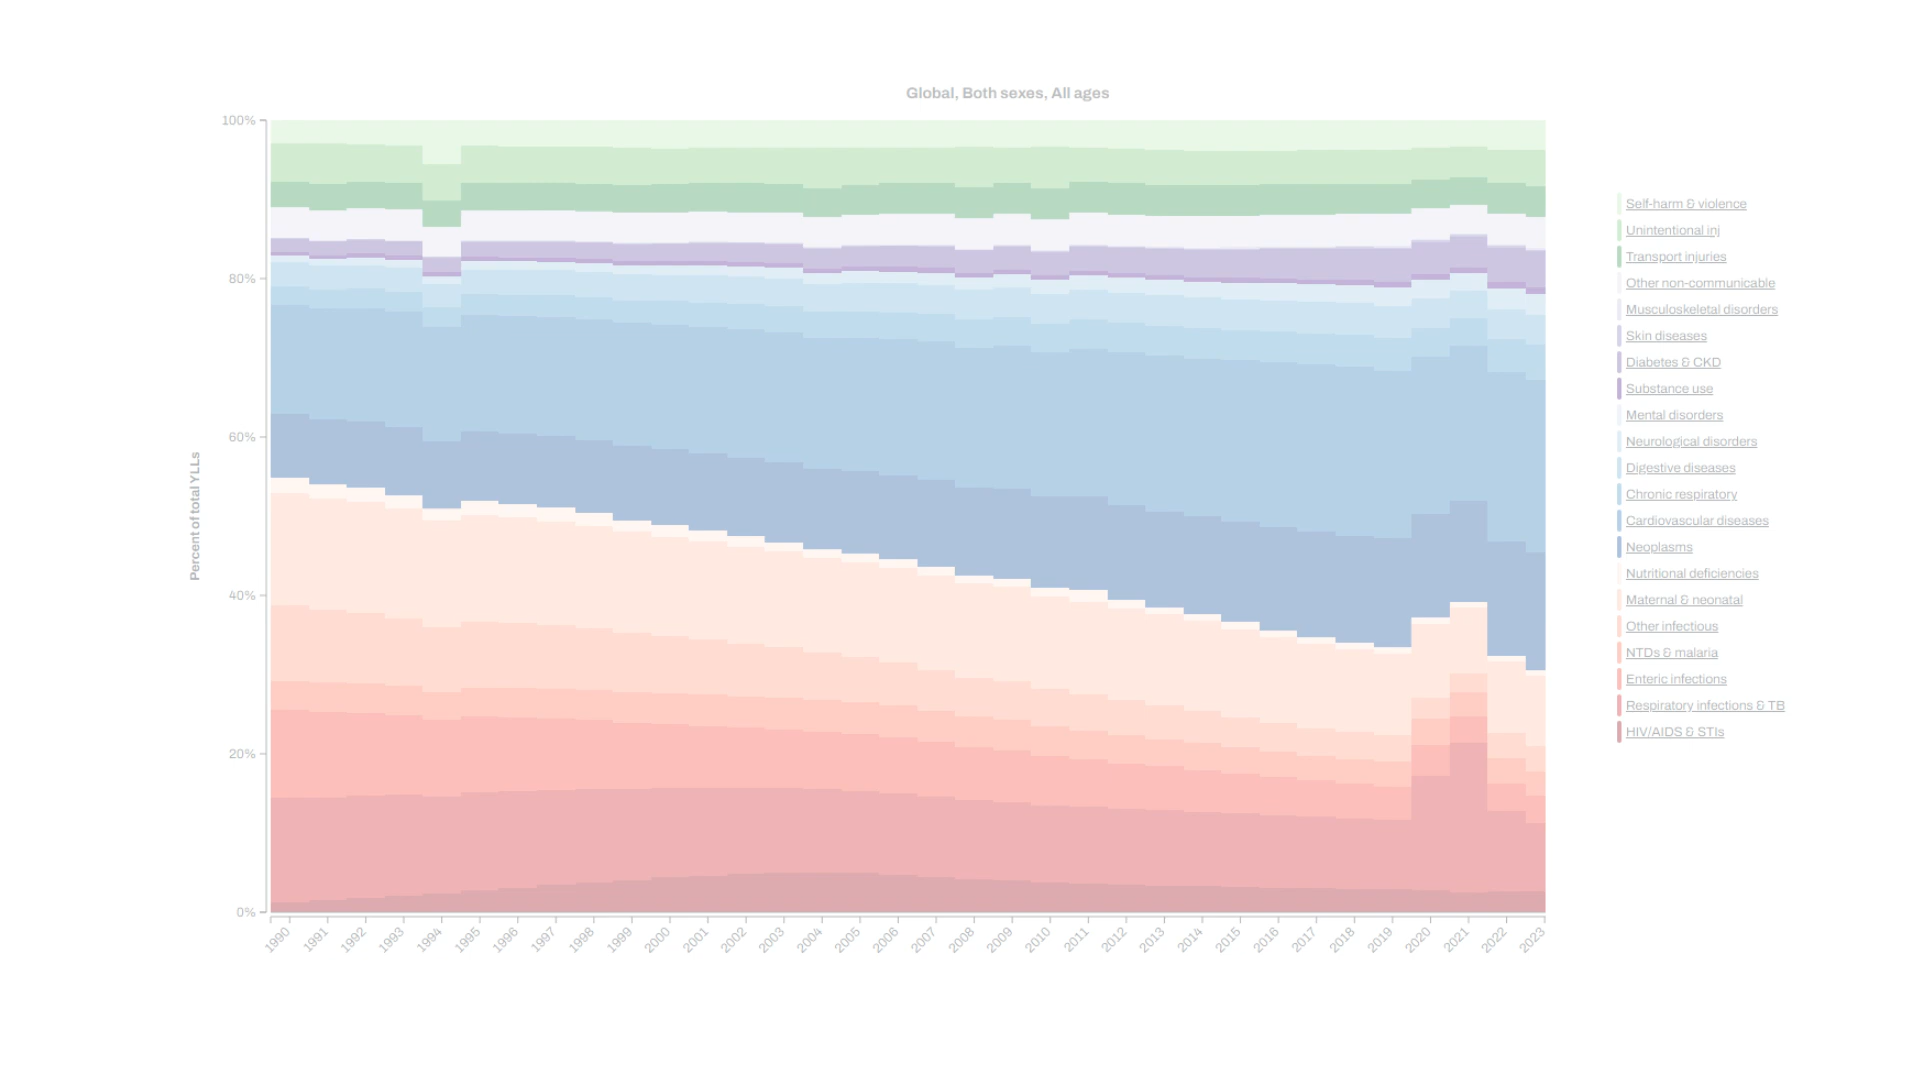 Global, Both sexes, All ages
100%
80%
60%
40%
20%
0%
Percent of total YLLs
1990
1991
1992
1993
1994
1995
1996
1997
1998
1999
2000
2001
2002
2003
2004
2005
2006
2007
2008
2009
2010
2011
2012
2013
2014
2015
2016
2017
2018
2019
2020
2021
2022
2023
Self-harm & violence
Unintentional inj
Transport injuries
Other non-communicable
Musculoskeletal disorders
Skin diseases
Diabetes & CKD
Substance use
Mental disorders
Neurological disorders
Digestive diseases
Chronic respiratory
Cardiovascular diseases
Neoplasms
Nutritional deficiencies
Maternal & neonatal
Other infectious
NTDs & malaria
Enteric infections
Respiratory infections & TB
HIV/AIDS & STIs